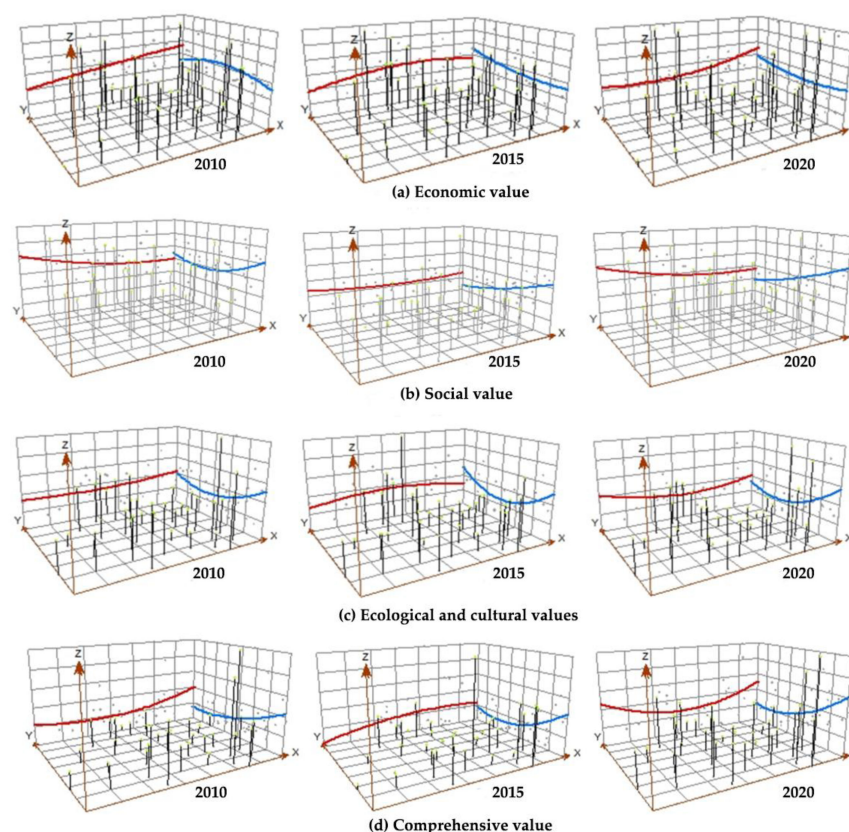 Z Z Z
Y X Y X Y X
2010 2015 2020
(a) Economic value
Z Z Z
Y X Y X Y X
2010 2015 2020
(b) Social value
Z Z Z
Y X Y X Y X
2010 2015 2020
(c) Ecological and cultural values
Z Z Z
Y X Y X Y X
2010 2015 2020
(d) Comprehensive value